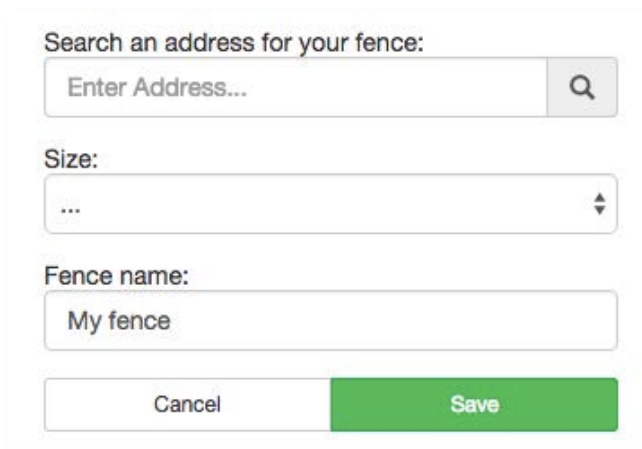 Search an address for your fence:
Enter Address...
Size:
...
Fence name:
My fence
Cancel Save